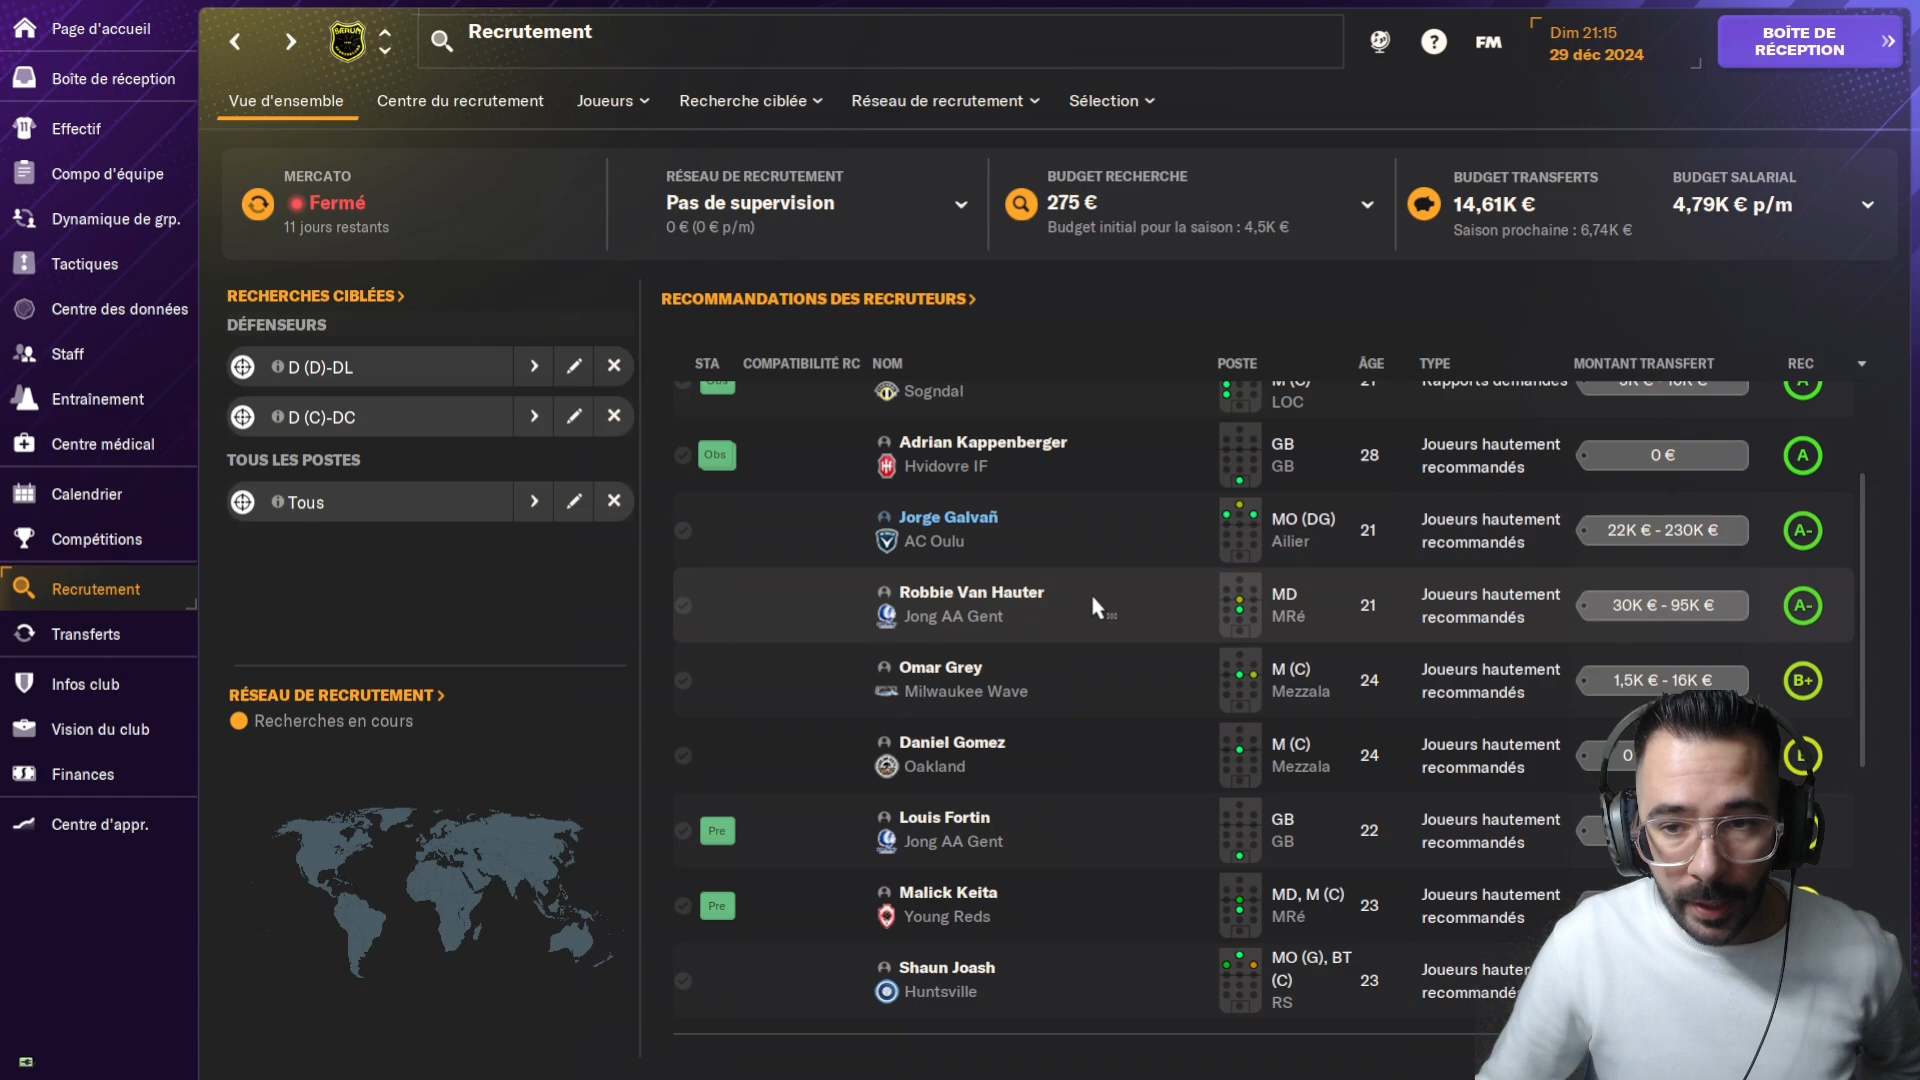 Page d'accueil
Boîte de réception
Effectif
Compo d'équipe
Dynamique de grp.
Tactiques
Centre des données
Staff
Entraînement
Centre médical
Calendrier
Compétitions
Recrutement
Transferts
Infos club
Vision du club
Finances
Centre d'appr.
Recrutement
FM
Dim 21:15
29 déc 2024
BOÎTE DE
RÉCEPTION
Vue d'ensemble
Centre du recrutement
Joueurs
Recherche ciblée
Réseau de recrutement
Sélection
MERCATO
Fermé
11 jours restants
RÉSEAU DE RECRUTEMENT
Pas de supervision
0 € (0 € p/m)
BUDGET RECHERCHE
275 €
Budget initial pour la saison : 4,5K €
BUDGET TRANSFERTS
14,61K €
Saison prochaine : 6,74K €
BUDGET SALARIAL
4,79K € p/m
RECHERCHES CIBLÉES
DÉFENSEURS
D (D)-DL
D (C)-DC
TOUS LES POSTES
Tous
RÉSEAU DE RECRUTEMENT
Recherches en cours
RECOMMANDATIONS DES RECRUTEURS
STA COMPATIBILITÉ RC NOM POSTE ÂGE TYPE MONTANT TRANSFERT REC
Obs Sogndal M (C) LOC 21 Rapports demandés A
Obs Adrian Kappenberger GB 28 Joueurs hautement 0 € A
Hvidovre IF GB recommandés
Jorge Galvañ MO (DG) 21 Joueurs hautement 22K € - 230K € A-
AC Oulu Ailier recommandés
Robbie Van Hauter MD 21 Joueurs hautement 30K € - 95K € A-
Jong AA Gent MRé recommandés
Omar Grey M (C) 24 Joueurs hautement 1,5K € - 16K € B+
Milwaukee Wave Mezzala recommandés
Daniel Gomez M (C) 24 Joueurs hautement 0
Oakland Mezzala recommandés
Pre Louis Fortin GB 22 Joueurs hautement
Jong AA Gent GB recommandés
Pre Malick Keita MD, M (C) 23 Joueurs hautement
Young Reds MRé recommandés
Shaun Joash MO (G), BT (C) 23 Joueurs
Huntsville RS